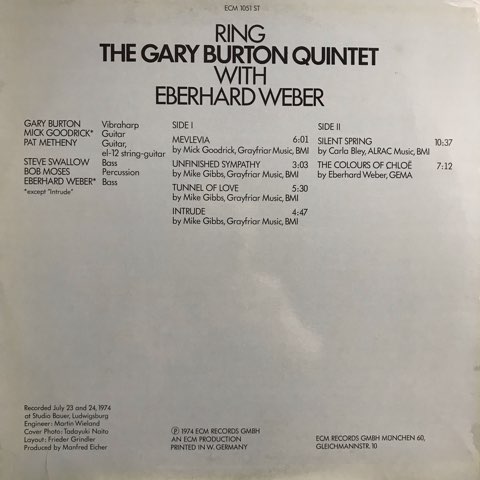 ECM 1051 ST
RING
THE GARY BURTON QUINTET
WITH
EBERHARD WEBER
GARY BURTON Vibraharp
MICK GOODRICK* Guitar
PAT METHENY Guitar,
el-12 string-guitar
STEVE SWALLOW Bass
BOB MOSES Percussion
EBERHARD WEBER* Bass
*except "Intrude"
SIDE I
MEVLEVIA 6:01
by Mick Goodrick, Grayfriar Music, BMI
UNFINISHED SYMPATHY 3:03
by Mike Gibbs, Grayfriar Music, BMI
TUNNEL OF LOVE 5:30
by Mike Gibbs, Grayfriar Music, BMI
INTRUDE 4:47
by Mike Gibbs, Grayfriar Music, BMI
SIDE II
SILENT SPRING 10:37
by Carla Bley, ALRAC Music, BMI
THE COLOURS OF CHLOË 7:12
by Eberhard Weber, GEMA
Recorded July 23 and 24, 1974
at Studio Bauer, Ludwigsburg
Engineer: Martin Wieland
Cover Photo: Tadayuki Naito
Layout: Frieder Grindler
Produced by Manfred Eicher
℗ 1974 ECM RECORDS GMBH
AN ECM PRODUCTION
PRINTED IN W. GERMANY
ECM RECORDS GMBH MÜNCHEN 60,
GLEICHMANNSTR. 10